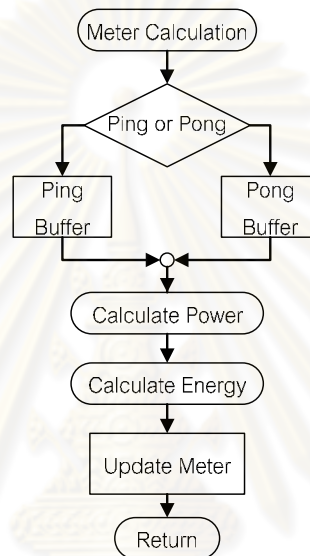 Meter Calculation
Ping or Pong
Ping
Buffer
Pong
Buffer
Calculate Power
Calculate Energy
Update Meter
Return